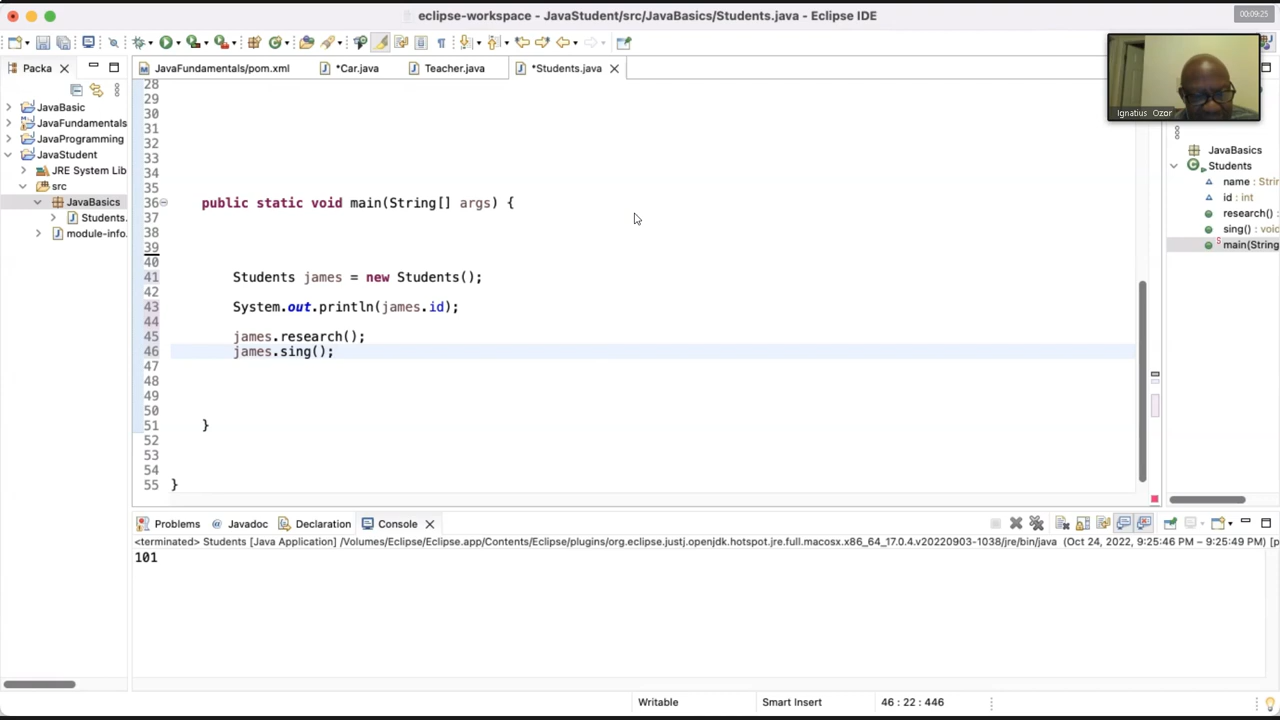 eclipse-workspace - JavaStudent/src/JavaBasics/Students.java - Eclipse IDE
00:09:25
Packa
JavaFundamentals/pom.xml
*Car.java
Teacher.java
*Students.java
Ignatius Ozor
JavaBasic
JavaFundamentals
JavaProgramming
JavaStudent
JRE System Lib
src
JavaBasics
Students.
module-info.
28
29
30
31
32
33
34
35
36 public static void main(String[] args) {
37
38
39
40
41 Students james = new Students();
42
43 System.out.println(james.id);
44
45 james.research();
46 james.sing();
47
48
49
50
51 }
52
53
54
55 }
JavaBasics
Students
name : Strin
id : int
research() :
sing() : void
main(String
Problems
@ Javadoc
Declaration
Console
<terminated> Students [Java Application] /Volumes/Eclipse/Eclipse.app/Contents/Eclipse/plugins/org.eclipse.justj.openjdk.hotspot.jre.full.macosx.x86_64_17.0.4.v20220903-1038/jre/bin/java (Oct 24, 2022, 9:25:46 PM – 9:25:49 PM) [p
101
Writable
Smart Insert
46 : 22 : 446